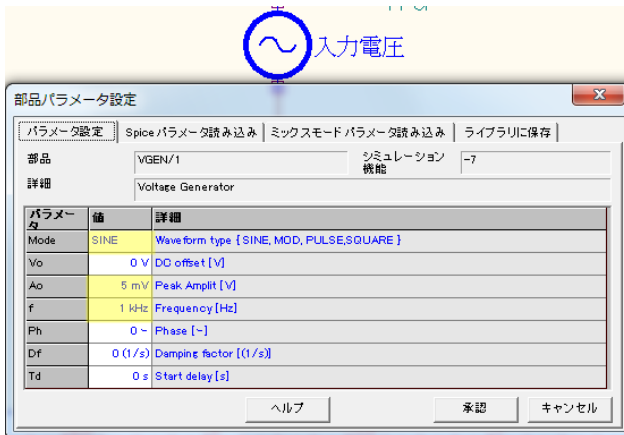 入力電圧
部品パラメータ設定
パラメータ設定 Spice パラメータ読み込み ミックスモード パラメータ読み込み ライブラリに保存
部品 VGEN/1 シミュレーション機能 -7
詳細 Voltage Generator
パラメータ 値 詳細
Mode SINE Waveform type { SINE, MOD, PULSE,SQUARE }
Vo 0 V DC offset [V]
Ao 5 mV Peak Amplit [V]
f 1 kHz Frequency [Hz]
Ph 0 ~ Phase [~]
Df 0 (1/s) Damping factor [(1/s)]
Td 0 s Start delay [s]
ヘルプ 承認 キャンセル